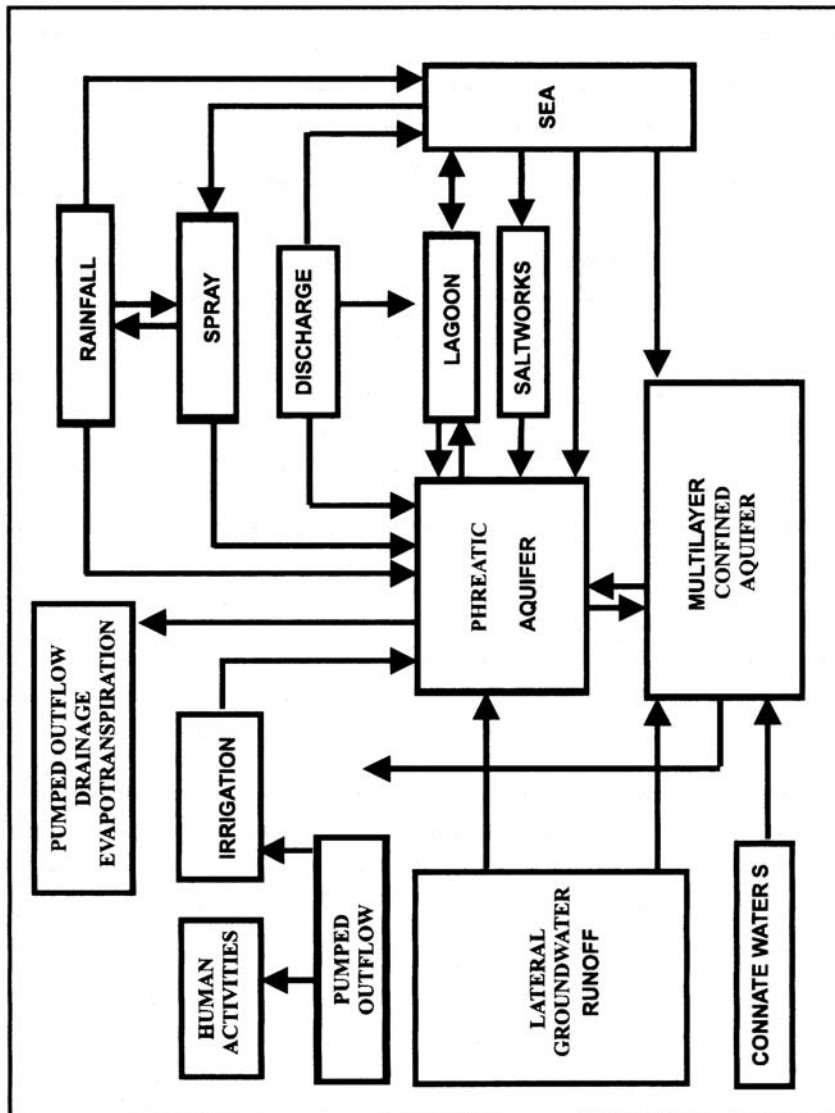 PUMPED OUTFLOW
DRAINAGE
EVAPOTRANSPIRATION
RAINFALL
HUMAN
ACTIVITIES
IRRIGATION
SPRAY
PUMPED
OUTFLOW
DISCHARGE
LATERAL
GROUNDWATER
RUNOFF
PHREATIC
AQUIFER
LAGOON
SALTWORKS
SEA
CONNATE WATER S
MULTILAYER
CONFINED
AQUIFER